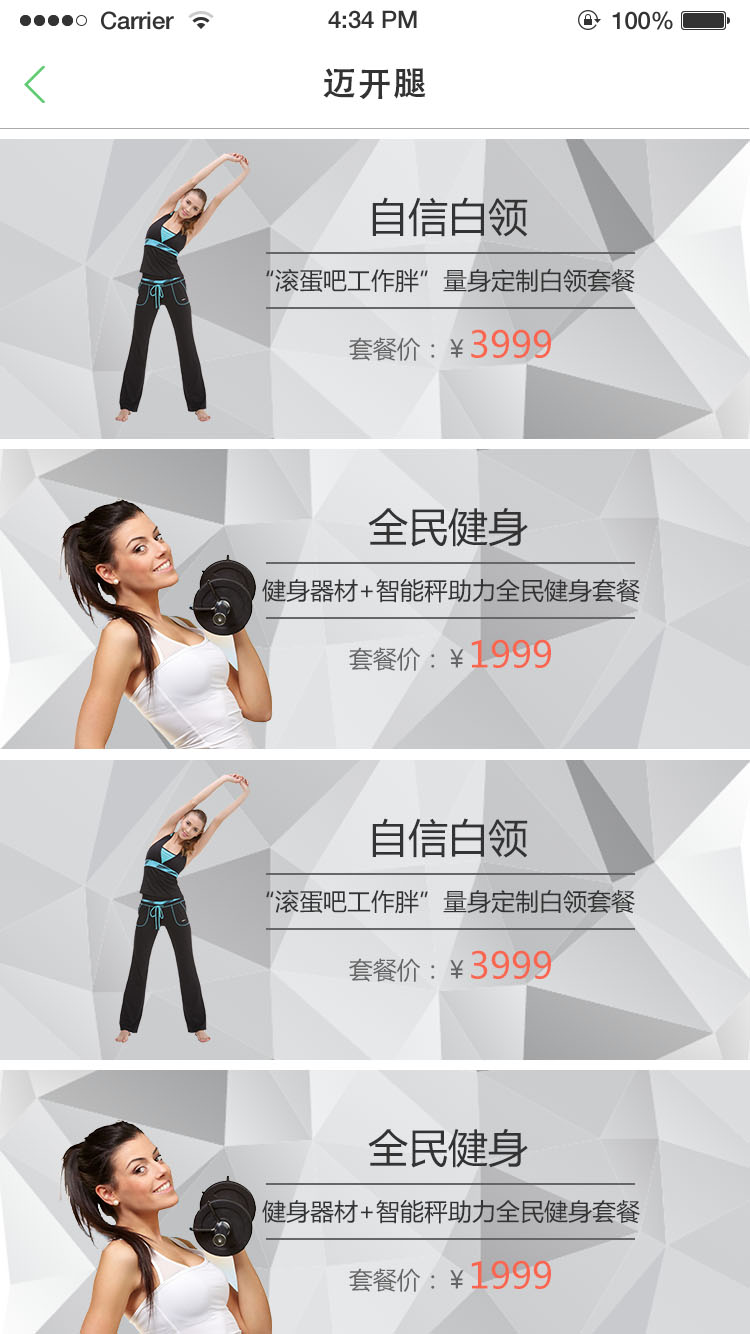 Carrier 4:34 PM 100%
迈开腿
自信白领
“滚蛋吧工作胖”量身定制白领套餐
套餐价：￥3999
全民健身
健身器材+智能秤助力全民健身套餐
套餐价：￥1999
自信白领
“滚蛋吧工作胖”量身定制白领套餐
套餐价：￥3999
全民健身
健身器材+智能秤助力全民健身套餐
套餐价：￥1999